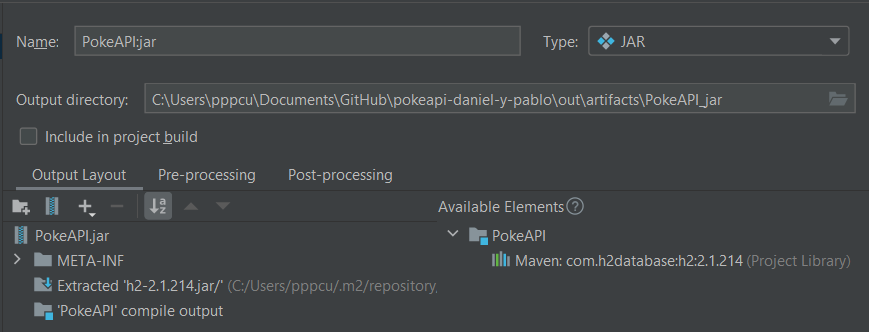 Name: PokeAPI:jar Type: JAR
Output directory: C:\Users\pppcu\Documents\GitHub\pokeapi-daniel-y-pablo\out\artifacts\PokeAPI_jar
Include in project build
Output Layout Pre-processing Post-processing
Available Elements ?
PokeAPI.jar
META-INF
Extracted 'h2-2.1.214.jar/' (C:/Users/pppcu/.m2/repository/
'PokeAPI' compile output
PokeAPI
Maven: com.h2database:h2:2.1.214 (Project Library)